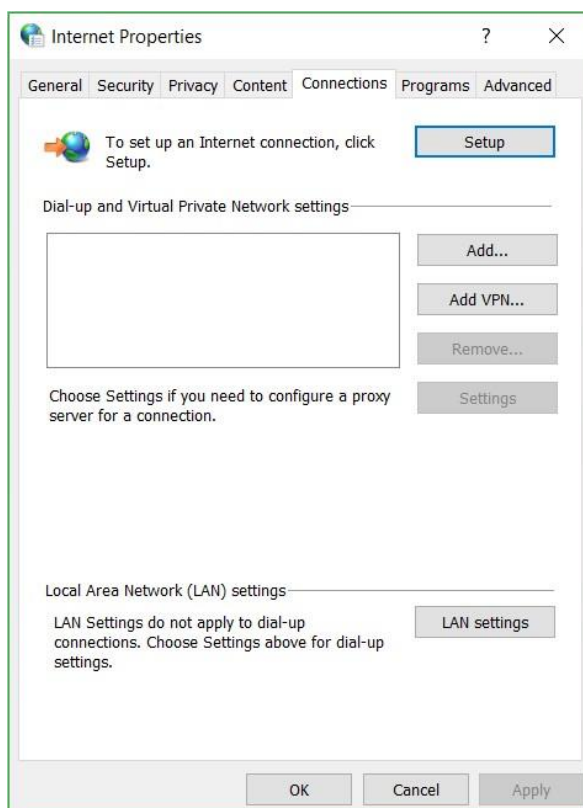 Internet Properties
?
General Security Privacy Content Connections Programs Advanced
To set up an Internet connection, click
Setup.
Setup
Dial-up and Virtual Private Network settings
Add...
Add VPN...
Remove...
Choose Settings if you need to configure a proxy
server for a connection.
Settings
Local Area Network (LAN) settings
LAN Settings do not apply to dial-up
connections. Choose Settings above for dial-up
settings.
LAN settings
OK Cancel Apply